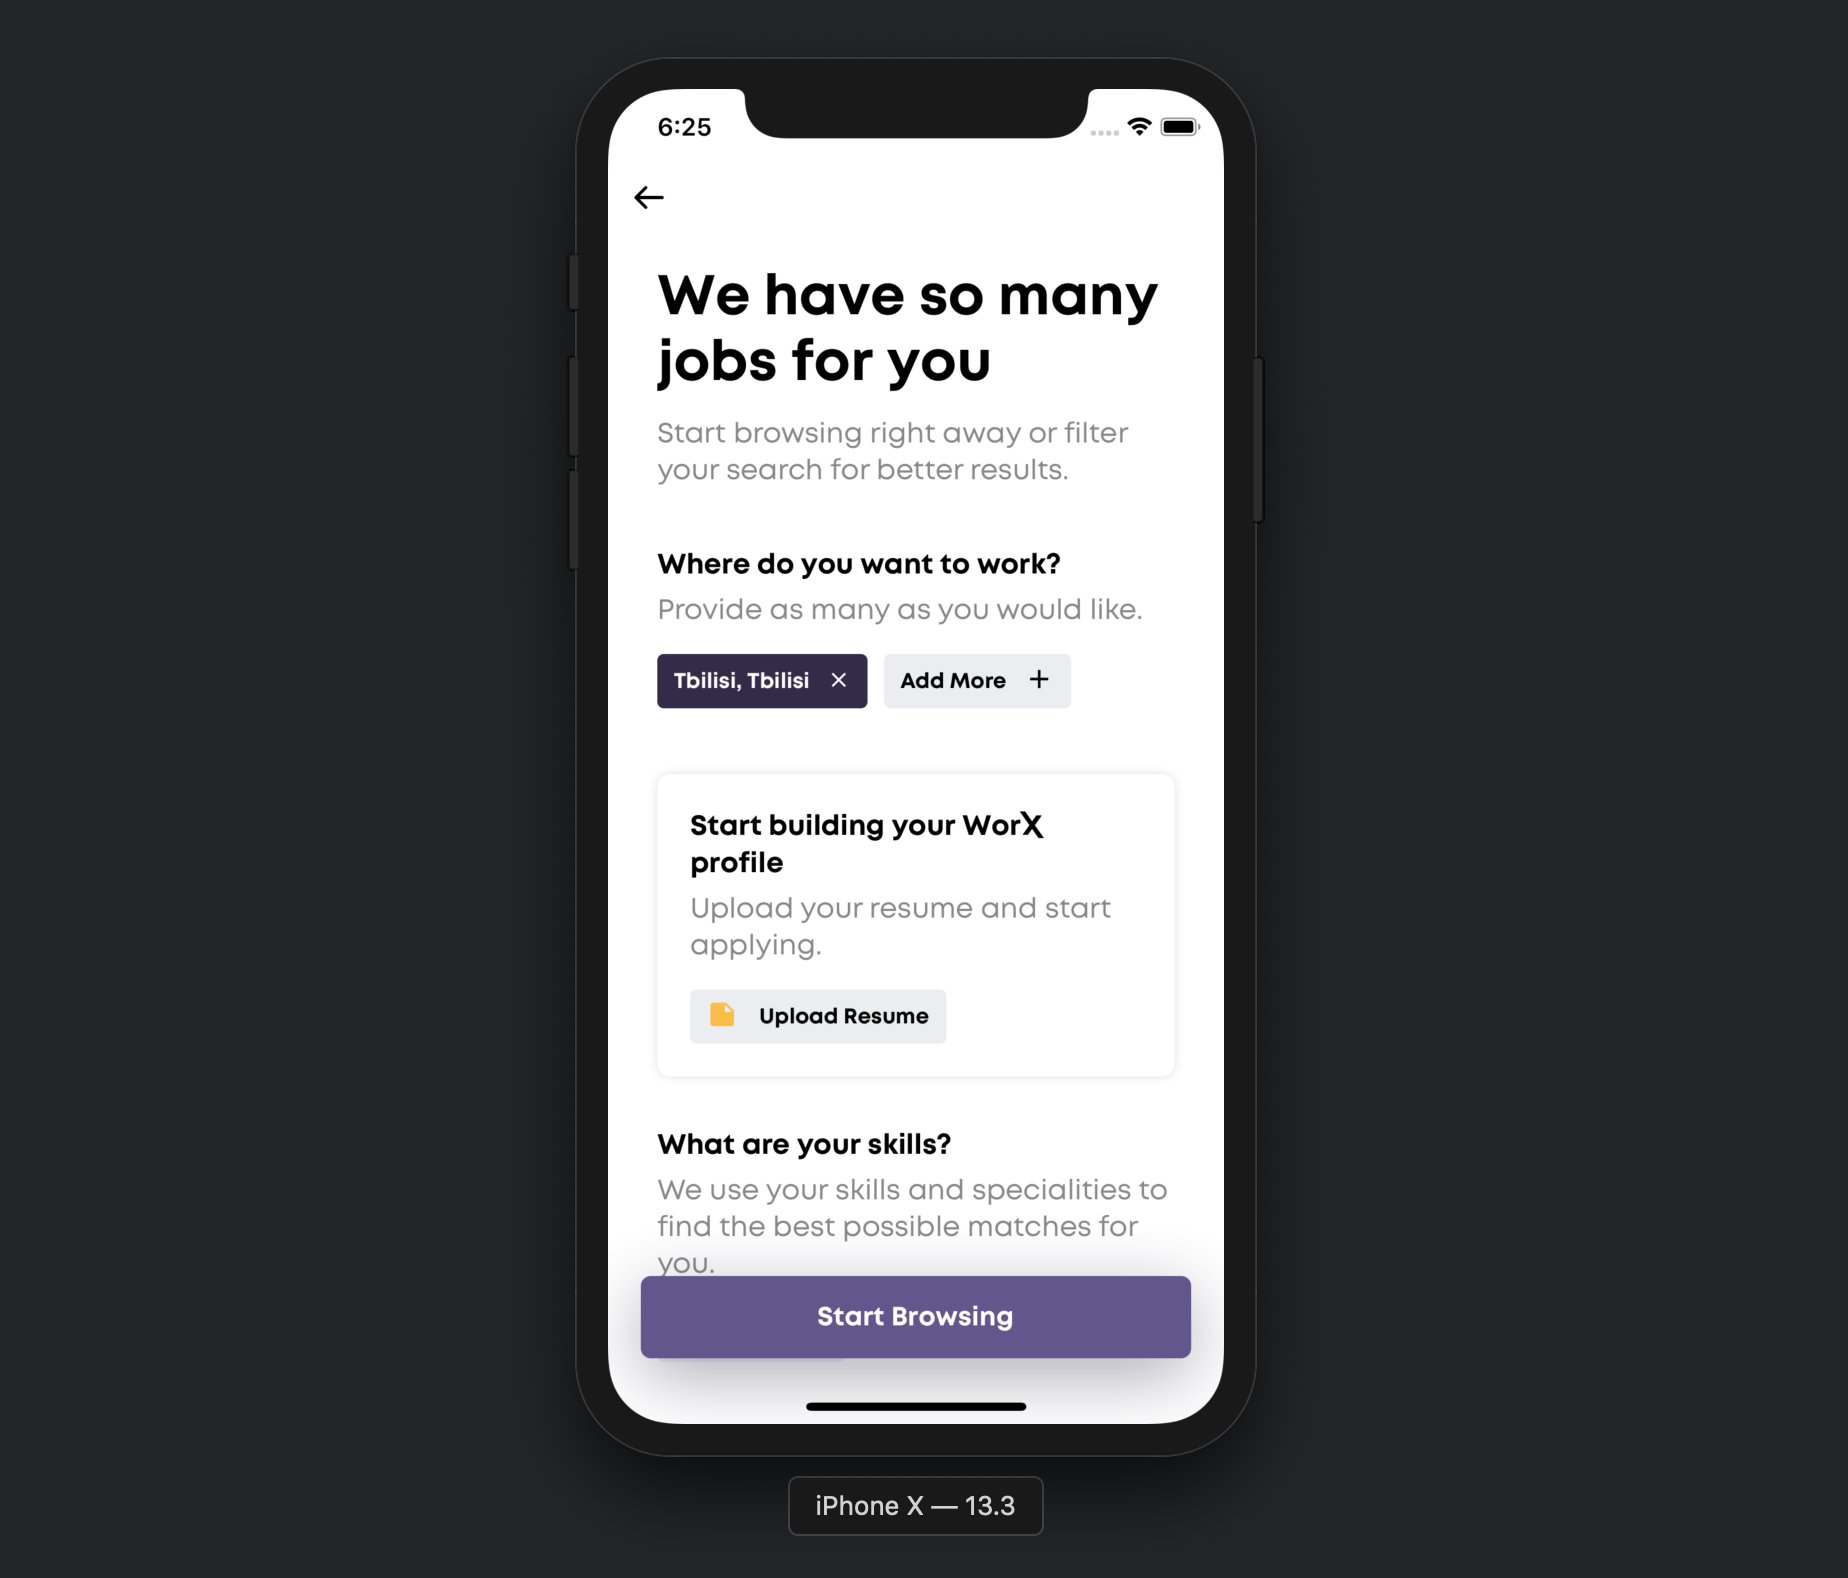 6:25
We have so many
jobs for you
Start browsing right away or filter
your search for better results.
Where do you want to work?
Provide as many as you would like.
Tbilisi, Tbilisi
Add More
Start building your WorX
profile
Upload your resume and start
applying.
Upload Resume
What are your skills?
We use your skills and specialities to
find the best possible matches for
you.
Start Browsing
iPhone X — 13.3